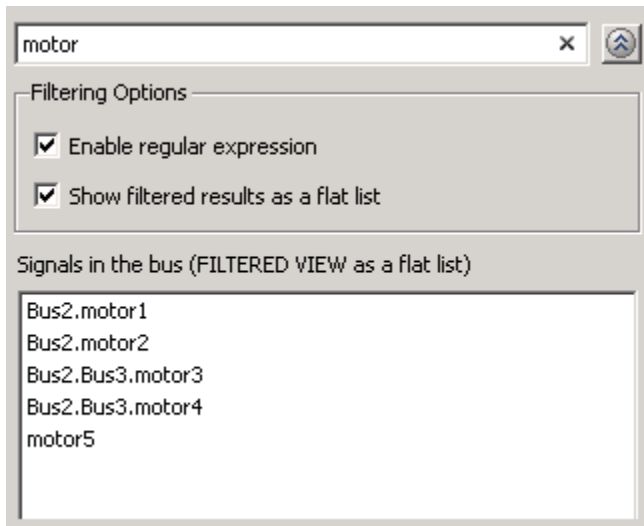 motor
Filtering Options
Enable regular expression
Show filtered results as a flat list
Signals in the bus (FILTERED VIEW as a flat list)
Bus2.motor1
Bus2.motor2
Bus2.Bus3.motor3
Bus2.Bus3.motor4
motor5